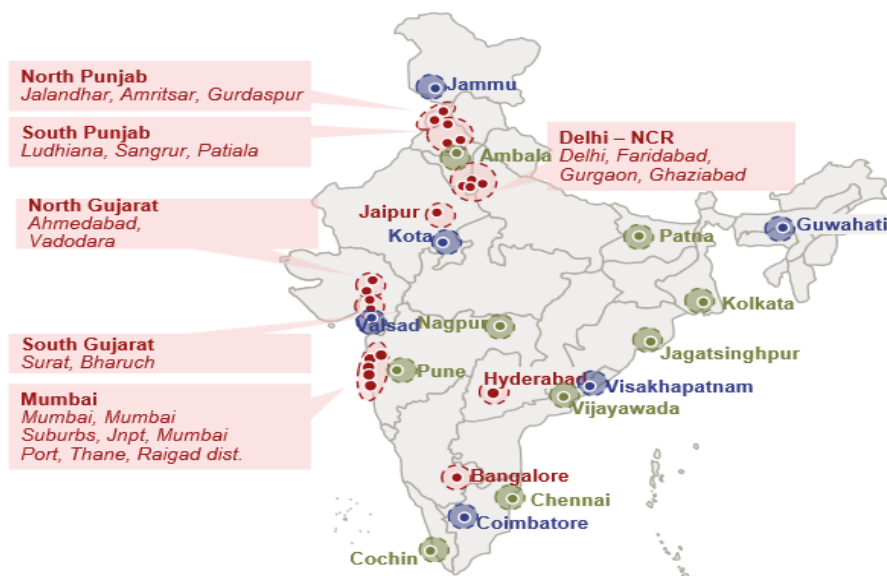 North Punjab
Jalandhar, Amritsar, Gurdaspur
South Punjab
Ludhiana, Sangrur, Patiala
North Gujarat
Ahmedabad,
Vadodara
South Gujarat
Surat, Bharuch
Mumbai
Mumbai, Mumbai
Suburbs, Jnpt, Mumbai
Port, Thane, Raigad dist.
Delhi – NCR
Delhi, Faridabad,
Gurgaon, Ghaziabad
Jammu
Ambala
Jaipur
Kota
Patna
Guwahati
Kolkata
Valsad
Nagpur
Jagatsinghpur
Pune
Hyderabad
Visakhapatnam
Vijayawada
Bangalore
Chennai
Coimbatore
Cochin